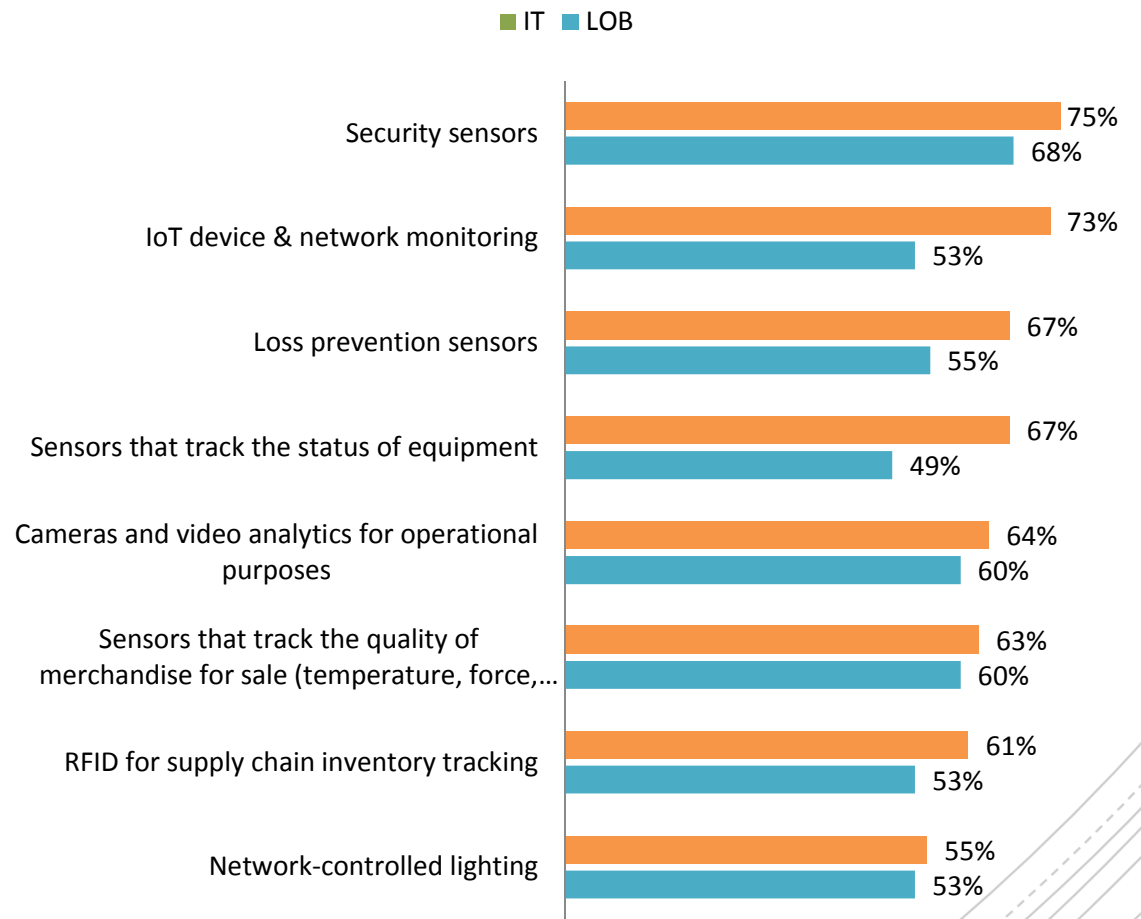 IT LOB
Security sensors
75%
68%
IoT device & network monitoring
73%
53%
Loss prevention sensors
67%
55%
Sensors that track the status of equipment
67%
49%
Cameras and video analytics for operational
purposes
64%
60%
Sensors that track the quality of
merchandise for sale (temperature, force,...
63%
60%
RFID for supply chain inventory tracking
61%
53%
Network-controlled lighting
55%
53%